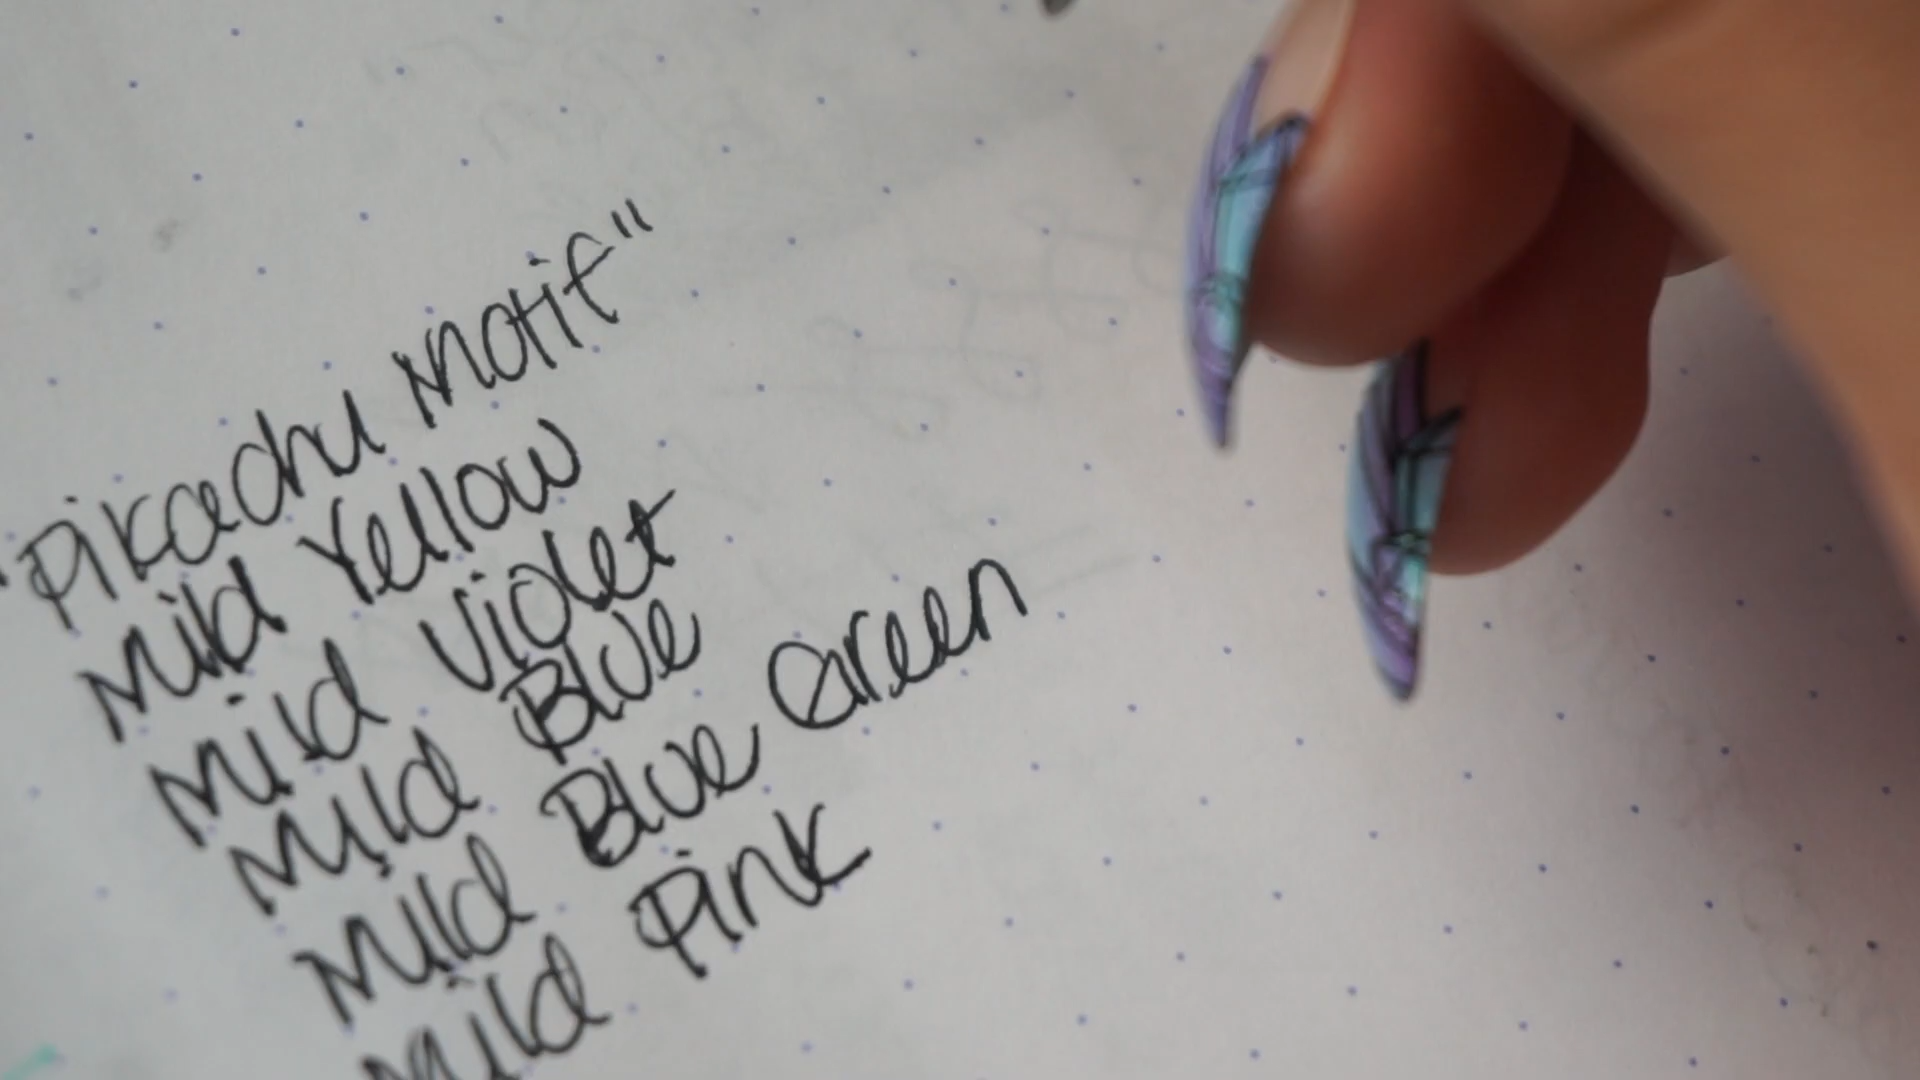 "Pikachu Motif"
Mild Yellow
Mild Violet
Mild Blue
Mild Blue Green
Mild Pink